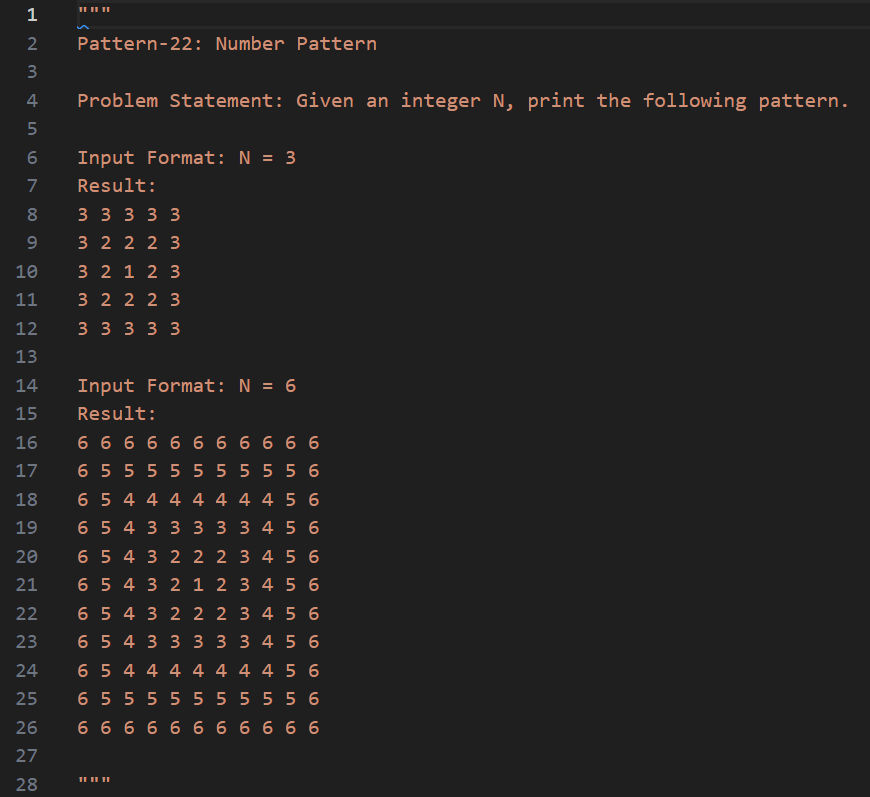 1 """
2 Pattern-22: Number Pattern
3
4 Problem Statement: Given an integer N, print the following pattern.
5
6 Input Format: N = 3
7 Result:
8 3 3 3 3 3
9 3 2 2 2 3
10 3 2 1 2 3
11 3 2 2 2 3
12 3 3 3 3 3
13
14 Input Format: N = 6
15 Result:
16 6 6 6 6 6 6 6 6 6 6 6
17 6 5 5 5 5 5 5 5 5 5 6
18 6 5 4 4 4 4 4 4 4 5 6
19 6 5 4 3 3 3 3 3 4 5 6
20 6 5 4 3 2 2 2 3 4 5 6
21 6 5 4 3 2 1 2 3 4 5 6
22 6 5 4 3 2 2 2 3 4 5 6
23 6 5 4 3 3 3 3 3 4 5 6
24 6 5 4 4 4 4 4 4 4 5 6
25 6 5 5 5 5 5 5 5 5 5 6
26 6 6 6 6 6 6 6 6 6 6 6
27
28 """